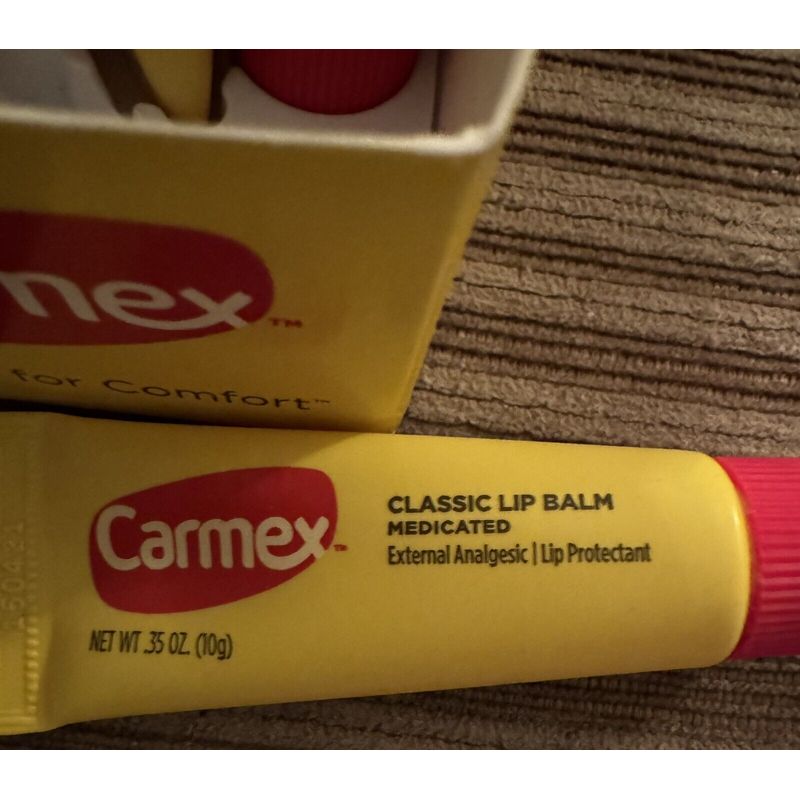 mex™
for Comfort™
Carmex™
CLASSIC LIP BALM
MEDICATED
External Analgesic | Lip Protectant
NET WT .35 OZ. (10g)